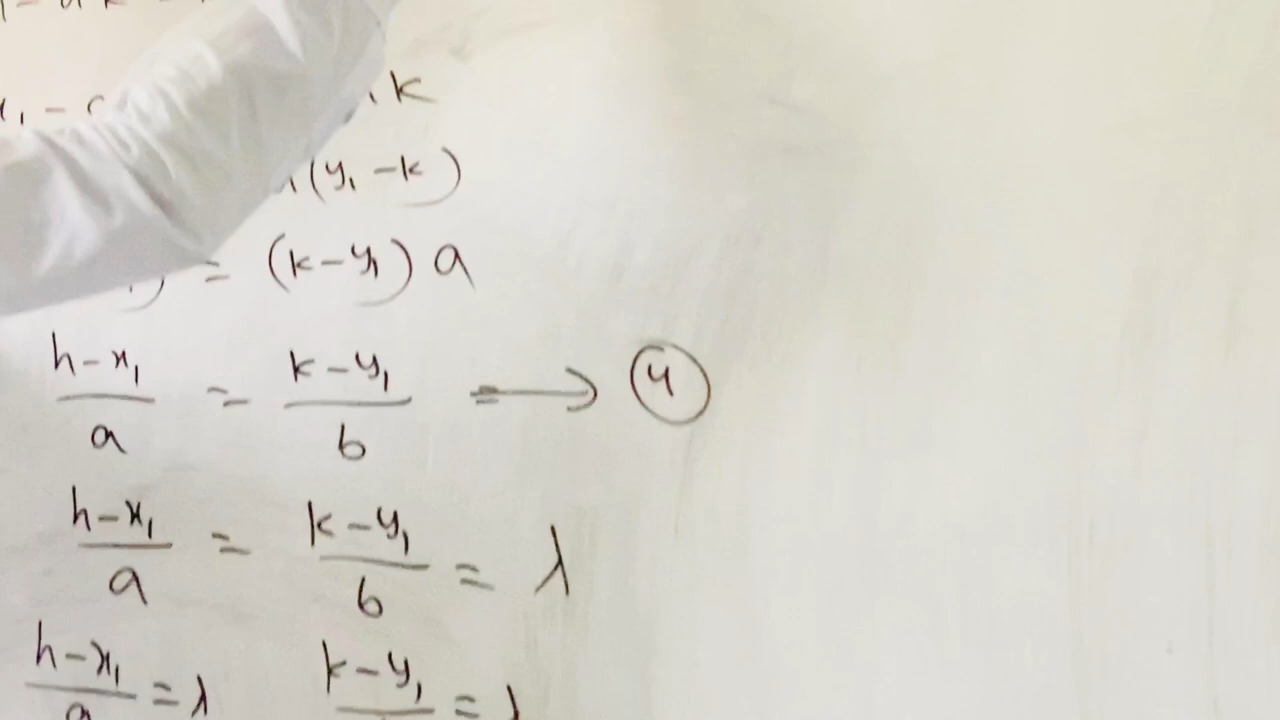 k
(y₁ - k)
= (k - y₁) a
(h - x₁)/a = (k - y₁)/b ⟶ ④
(h - x₁)/a = (k - y₁)/b = λ
(h - x₁)/a = λ (k - y₁)/ = λ